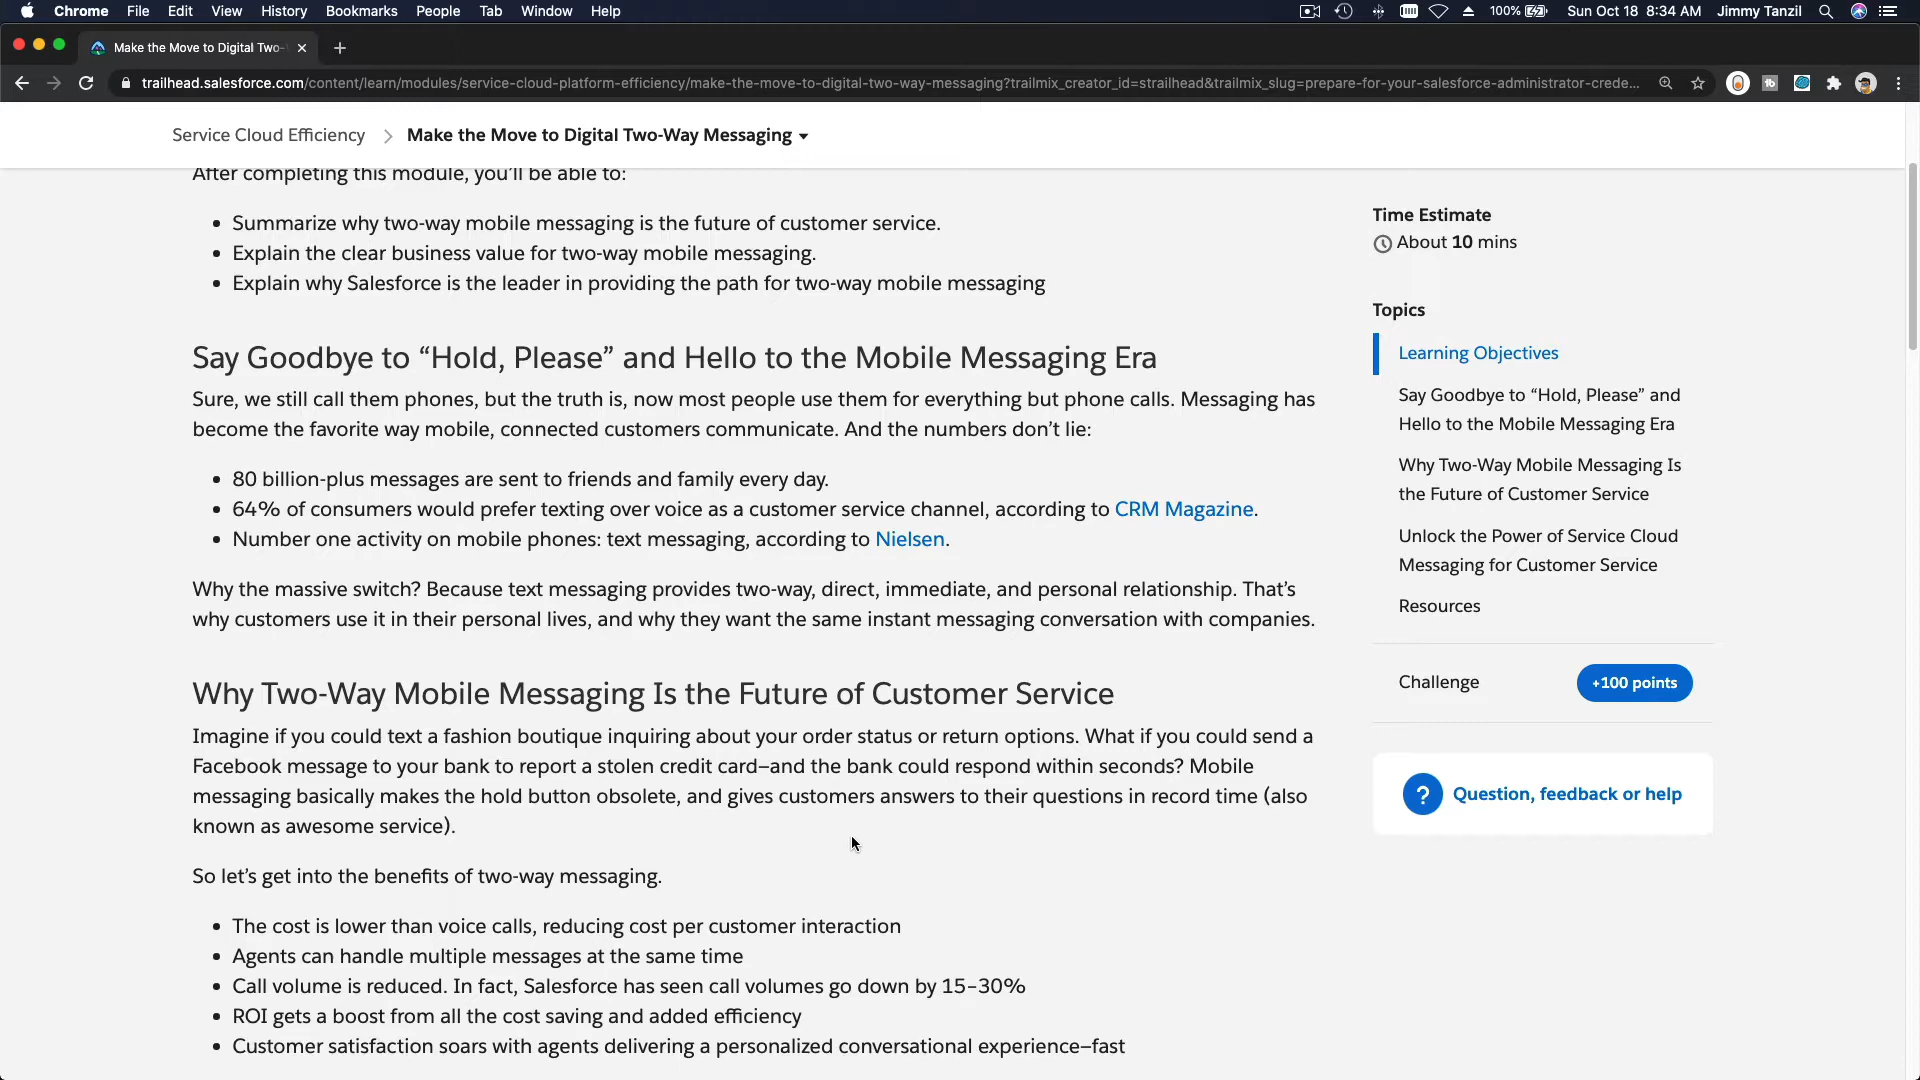 Chrome File Edit View History Bookmarks People Tab Window Help 100% Sun Oct 18 8:34 AM Jimmy Tanzil
Make the Move to Digital Two-
trailhead.salesforce.com/content/learn/modules/service-cloud-platform-efficiency/make-the-move-to-digital-two-way-messaging?trailmix_creator_id=strailhead&trailmix_slug=prepare-for-your-salesforce-administrator-crede...
Service Cloud Efficiency Make the Move to Digital Two-Way Messaging
After completing this module, you'll be able to:
• Summarize why two-way mobile messaging is the future of customer service.
• Explain the clear business value for two-way mobile messaging.
• Explain why Salesforce is the leader in providing the path for two-way mobile messaging
Say Goodbye to “Hold, Please” and Hello to the Mobile Messaging Era
Sure, we still call them phones, but the truth is, now most people use them for everything but phone calls. Messaging has
become the favorite way mobile, connected customers communicate. And the numbers don’t lie:
• 80 billion-plus messages are sent to friends and family every day.
• 64% of consumers would prefer texting over voice as a customer service channel, according to CRM Magazine.
• Number one activity on mobile phones: text messaging, according to Nielsen.
Why the massive switch? Because text messaging provides two-way, direct, immediate, and personal relationship. That’s
why customers use it in their personal lives, and why they want the same instant messaging conversation with companies.
Why Two-Way Mobile Messaging Is the Future of Customer Service
Imagine if you could text a fashion boutique inquiring about your order status or return options. What if you could send a
Facebook message to your bank to report a stolen credit card—and the bank could respond within seconds? Mobile
messaging basically makes the hold button obsolete, and gives customers answers to their questions in record time (also
known as awesome service).
So let’s get into the benefits of two-way messaging.
• The cost is lower than voice calls, reducing cost per customer interaction
• Agents can handle multiple messages at the same time
• Call volume is reduced. In fact, Salesforce has seen call volumes go down by 15–30%
• ROI gets a boost from all the cost saving and added efficiency
• Customer satisfaction soars with agents delivering a personalized conversational experience—fast
Time Estimate
About 10 mins
Topics
Learning Objectives
Say Goodbye to “Hold, Please” and
Hello to the Mobile Messaging Era
Why Two-Way Mobile Messaging Is
the Future of Customer Service
Unlock the Power of Service Cloud
Messaging for Customer Service
Resources
Challenge +100 points
? Question, feedback or help